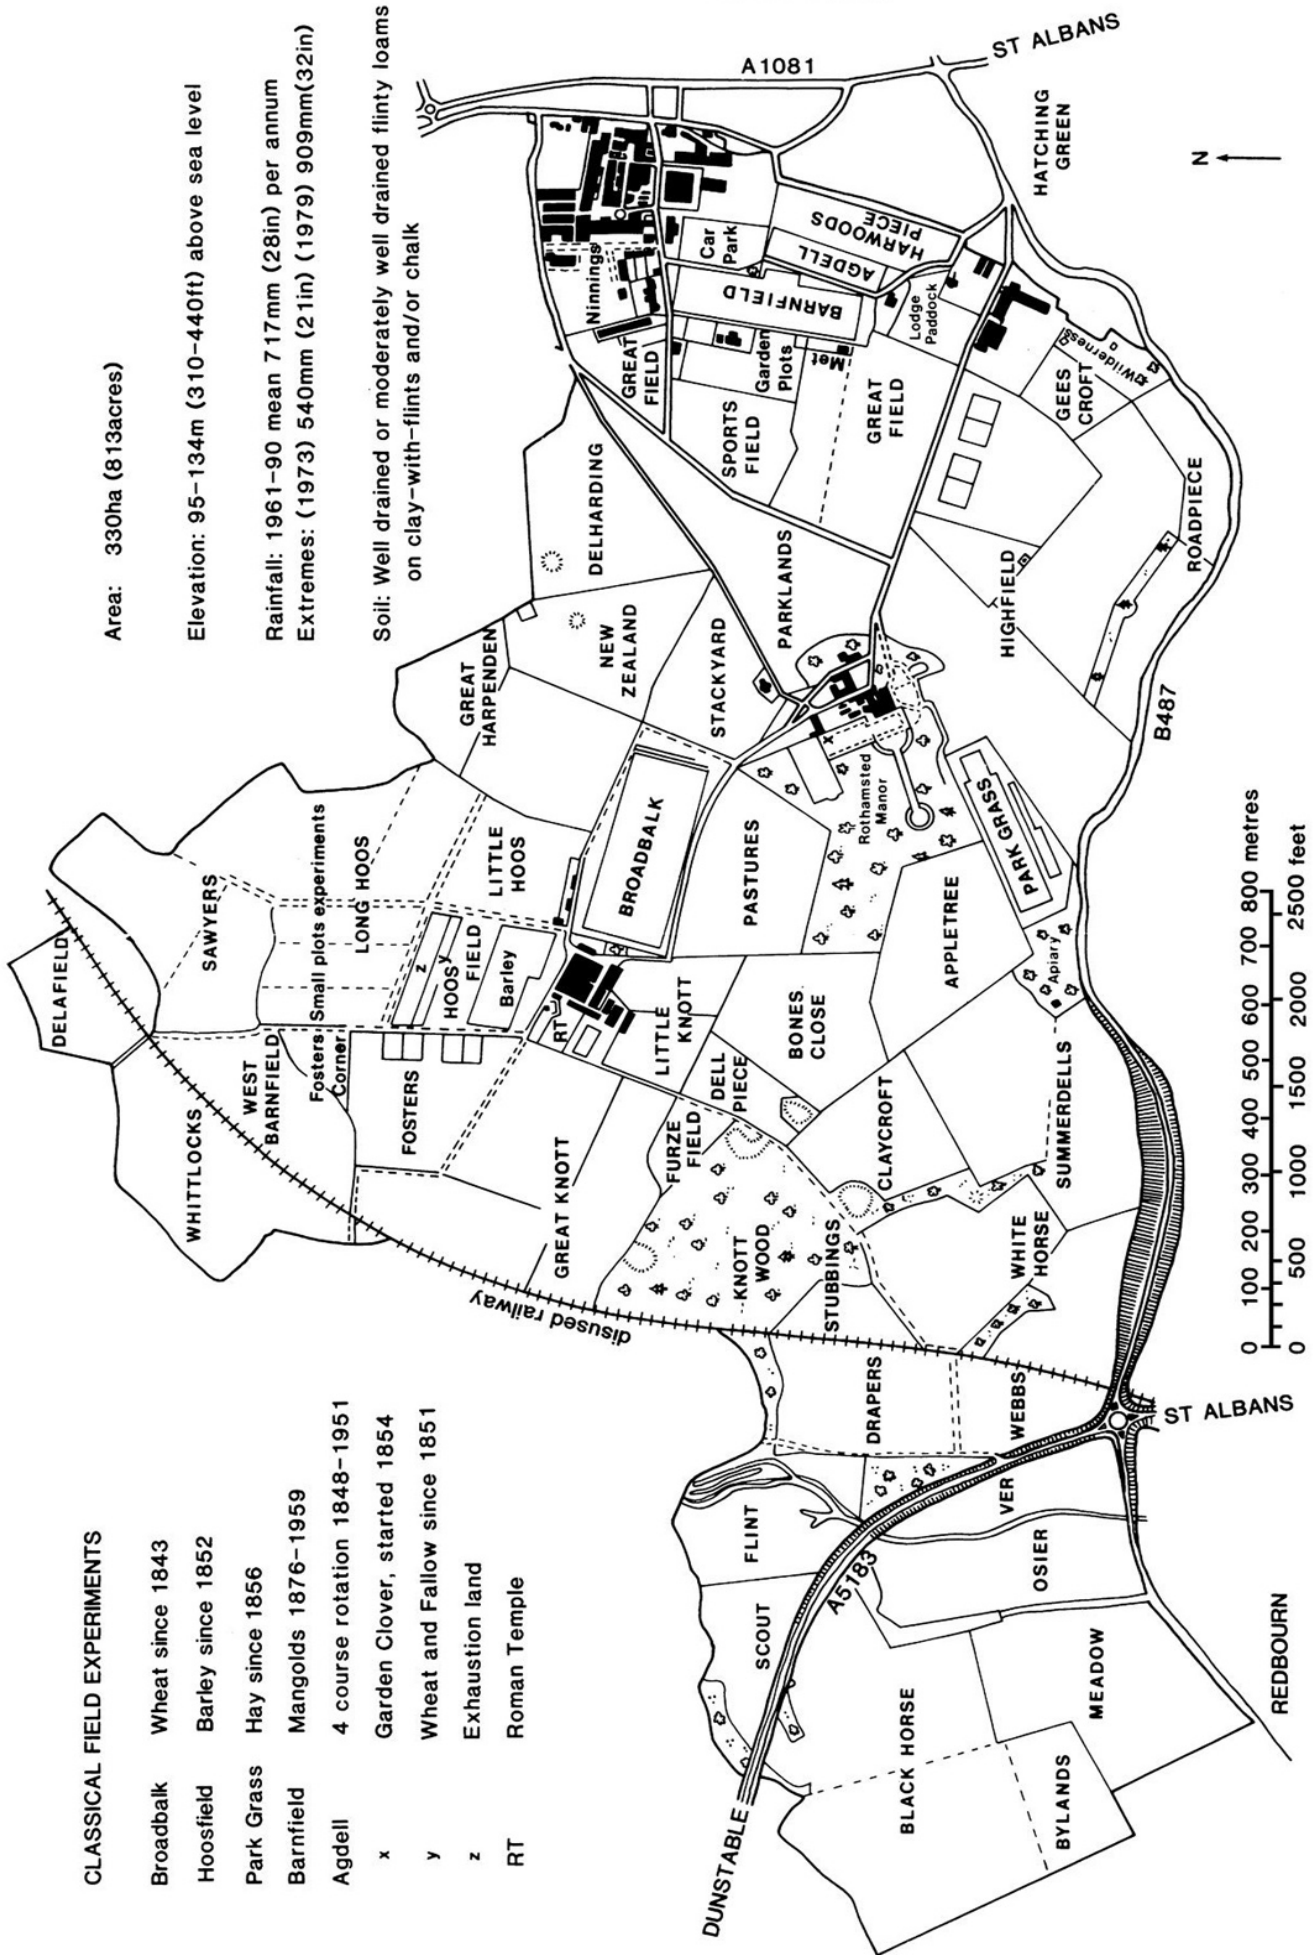 CLASSICAL FIELD EXPERIMENTS
Broadbalk Wheat since 1843
Hoosfield Barley since 1852
Park Grass Hay since 1856
Barnfield Mangolds 1876-1959
Agdell 4 course rotation 1848-1951
x Garden Clover, started 1854
y Wheat and Fallow since 1851
z Exhaustion land
RT Roman Temple
Area: 330ha (813acres)
Elevation: 95-134m (310-440ft) above sea level
Rainfall: 1961-90 mean 717mm (28in) per annum
Extremes: (1973) 540mm (21in) (1979) 909mm(32in)
Soil: Well drained or moderately well drained flinty loams
on clay-with-flints and/or chalk
DELAFIELD
WHITTLOCKS
SAWYERS
WEST
BARNFIELD
Fosters
Corner
Small plots experiments
LONG HOOS
FOSTERS
z
y
HOOS
FIELD
Barley
LITTLE
HOOS
GREAT
HARPENDEN
NEW
ZEALAND
DELHARDING
STACKYARD
BROADBALK
RT
GREAT KNOTT
disused railway
LITTLE
KNOTT
FURZE
FIELD
DELL
PIECE
BONES
CLOSE
PASTURES
KNOTT
WOOD
STUBBINGS
CLAYCROFT
APPLETREE
Rothamsted
Manor
x
PARKLANDS
GREAT
FIELD
Ninnings
SPORTS
FIELD
Garden
Plots
Met
BARNFIELD
Car
Park
AGDELL
HARWOODS
PIECE
Lodge
Paddock
GREAT
FIELD
A1081
ST ALBANS
HATCHING
GREEN
N
GEES
CROFT
Wilderness
HIGHFIELD
ROADPIECE
B487
PARK GRASS
Apiary
SUMMERDELLS
WHITE
HORSE
DRAPERS
WEBBS
VER
FLINT
SCOUT
A5183
OSIER
DUNSTABLE
BLACK HORSE
MEADOW
BYLANDS
REDBOURN
ST ALBANS
0 100 200 300 400 500 600 700 800 metres
0 500 1000 1500 2000 2500 feet